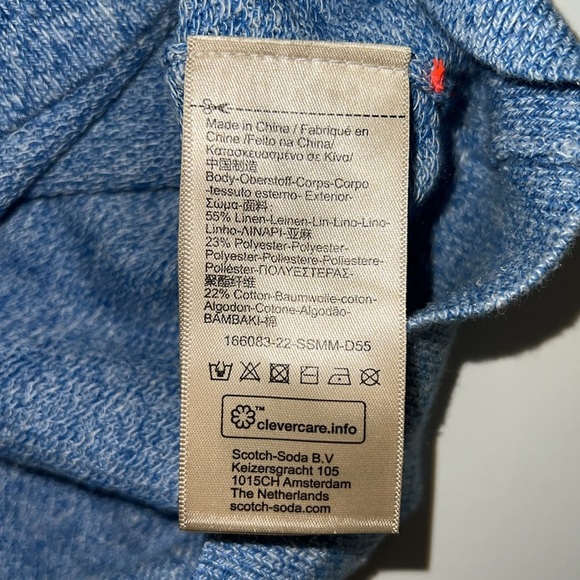 Made in China / Fabriqué en
Chine /Feito na China/
Κατασκευασμένο σε Κίνα/
中国制造
Body-Oberstoff-Corps-Corpo
-tessuto esterno- Exterior-
Σώμα-面料
55% Linen-Leinen-Lin-Lino-Lino-
Linho-ΛΙΝΑΡΙ-亚麻
23% Polyester-Polyester-
Polyester-Poliestere-Poliestere-
Poliéster-ΠΟΛΥΕΣΤΕΡΑΣ-
聚酯纤维
22% Cotton-Baumwolle-coton-
Algodon-Cotone-Algodão-
BAMBAKI-棉
166083-22-SSMM-D55
™
clevercare.info
Scotch-Soda B.V
Keizersgracht 105
1015CH Amsterdam
The Netherlands
scotch-soda.com